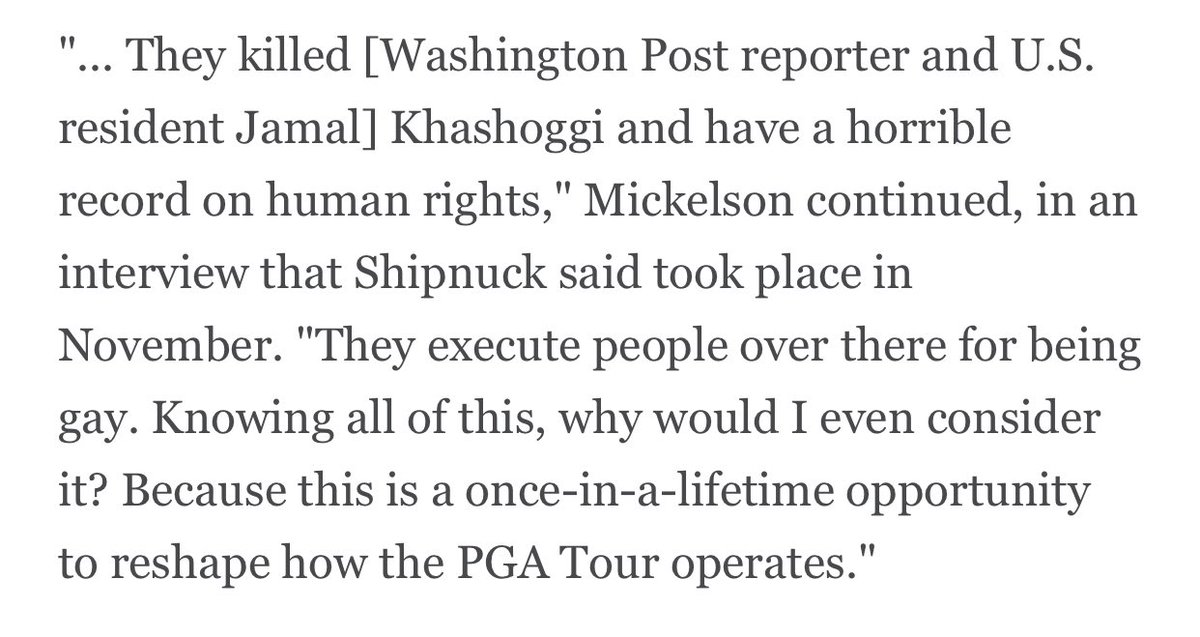 "... They killed [Washington Post reporter and U.S.
resident Jamal] Khashoggi and have a horrible
record on human rights," Mickelson continued, in an
interview that Shipnuck said took place in
November. "They execute people over there for being
gay. Knowing all of this, why would I even consider
it? Because this is a once-in-a-lifetime opportunity
to reshape how the PGA Tour operates."